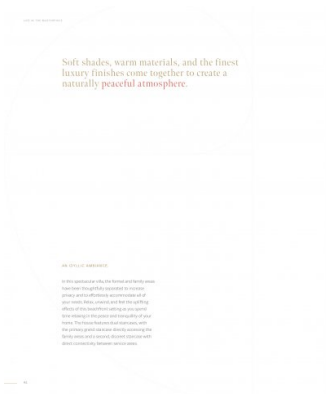 Soft shades, warm materials, and the finest
luxury finishes come together to create a
naturally peaceful atmosphere.
AN IDYLLIC AMBIANCE
In this spectacular villa, the formal and family areas
have been thoughtfully expanded to increase
privacy and to effortlessly accommodate all of
your needs. Relax, unwind, and feel the uplifting
effects of this beachfront setting as you spend
time relaxing in the peace and tranquility of your
home. The house features dual staircases, with
the primary grand staircase directly accessing the
family areas and a second, discreet staircase with
direct connectivity between service areas.